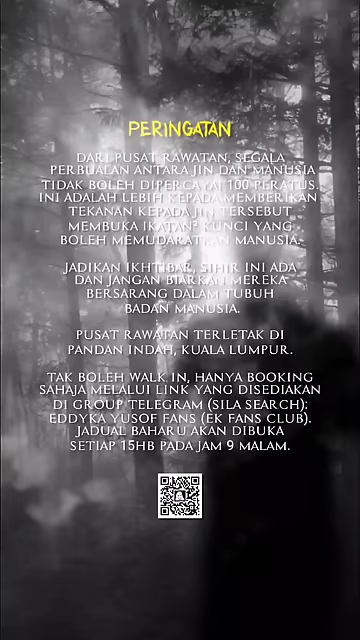 PERINGATAN
DARI PUSAT RAWATAN, SEGALA
PERBUALAN ANTARA JIN DAN MANUSIA
TIDAK BOLEH DIPERCAYAI 100 PERATUS.
INI ADALAH LEBIH KEPADA MEMBERIKAN
TEKANAN KEPADA JIN TERSEBUT
MEMBUKA IKATAN² KUNCI YANG
BOLEH MEMUDARATKAN MANUSIA.
JADIKAN IKHTIBAR, SIHIR INI ADA
DAN JANGAN BIARKAN MEREKA
BERSARANG DALAM TUBUH
BADAN MANUSIA.
PUSAT RAWATAN TERLETAK DI
PANDAN INDAH, KUALA LUMPUR.
TAK BOLEH WALK IN, HANYA BOOKING
SAHAJA MELALUI LINK YANG DISEDIAKAN
DI GROUP TELEGRAM (SILA SEARCH);
EDDYKA YUSOF FANS (EK FANS CLUB).
JADUAL BAHARU AKAN DIBUKA
SETIAP 15HB PADA JAM 9 MALAM.